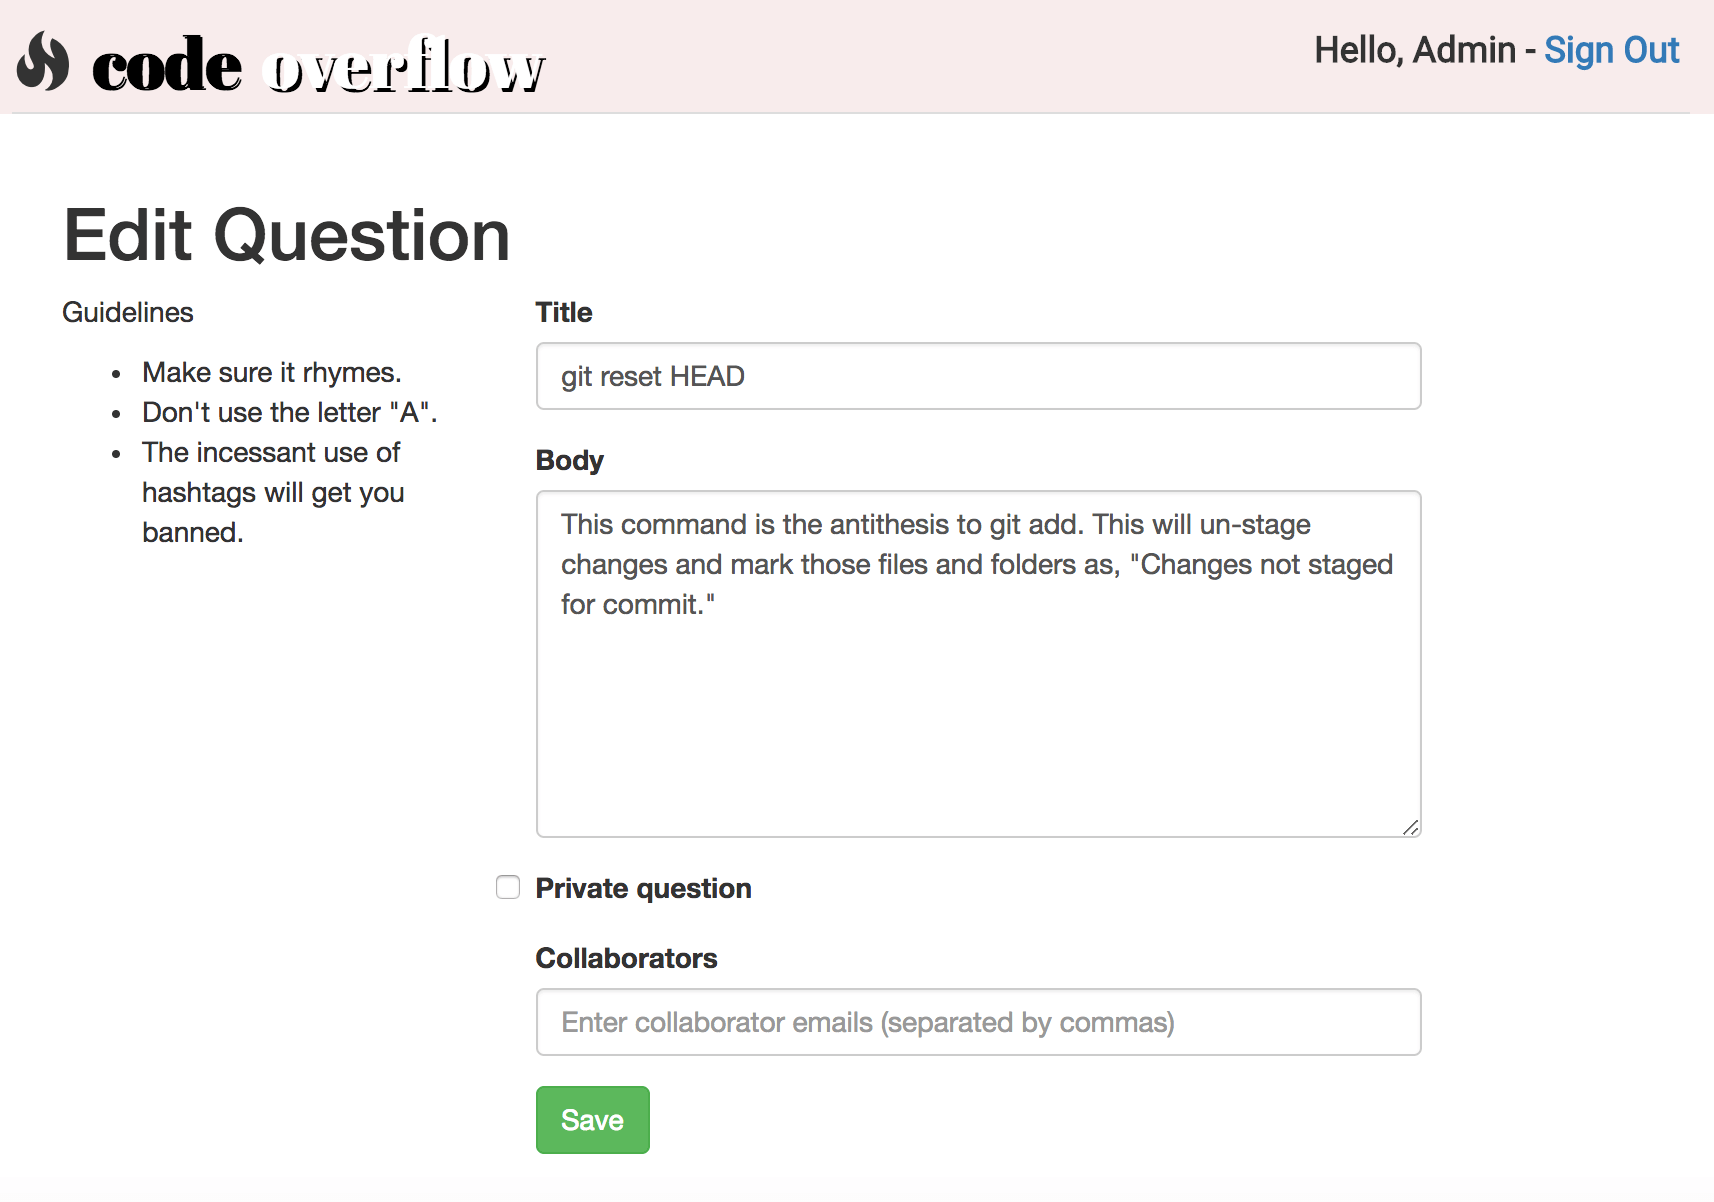 code overflow
Hello, Admin - Sign Out
Edit Question
Guidelines
Make sure it rhymes.
Don't use the letter "A".
The incessant use of
hashtags will get you
banned.
Title
git reset HEAD
Body
This command is the antithesis to git add. This will un-stage
changes and mark those files and folders as, "Changes not staged
for commit."
Private question
Collaborators
Enter collaborator emails (separated by commas)
Save